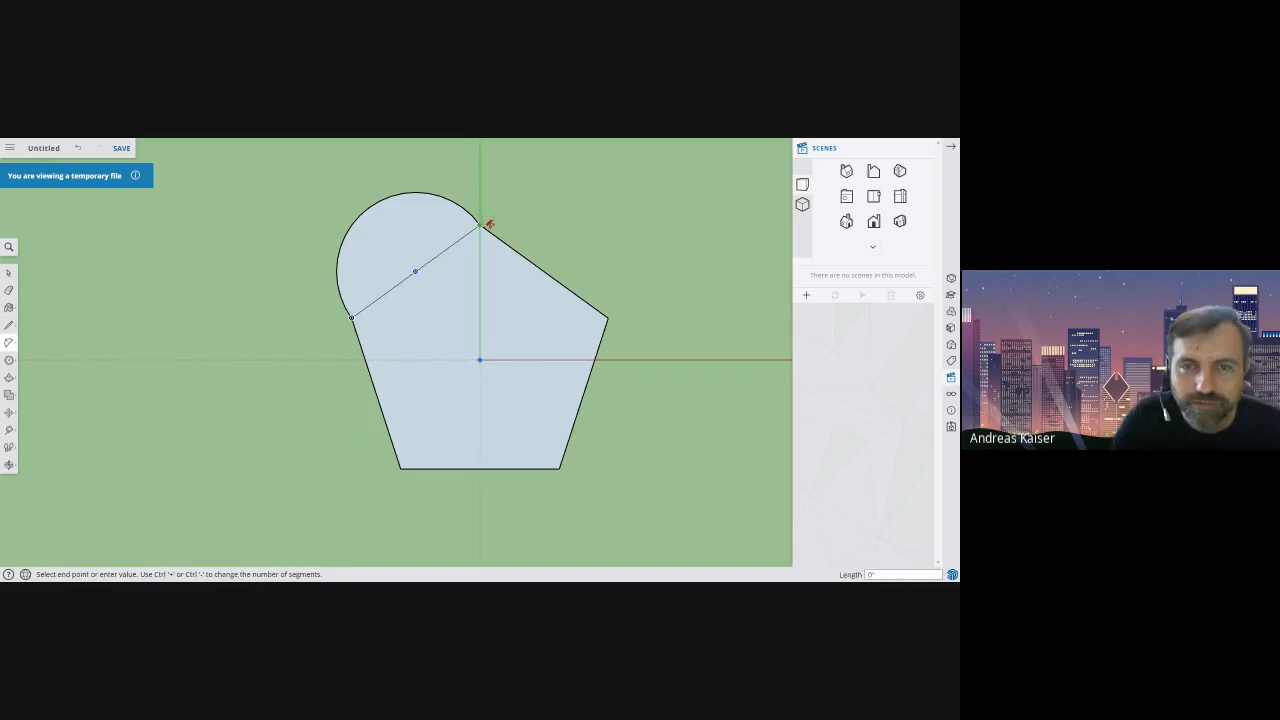 Untitled
SAVE
SCENES
You are viewing a temporary file
There are no scenes in this model.
Andreas Kaiser
Select end point or enter value. Use Ctrl '+' or Ctrl '-' to change the number of segments.
Length
0"